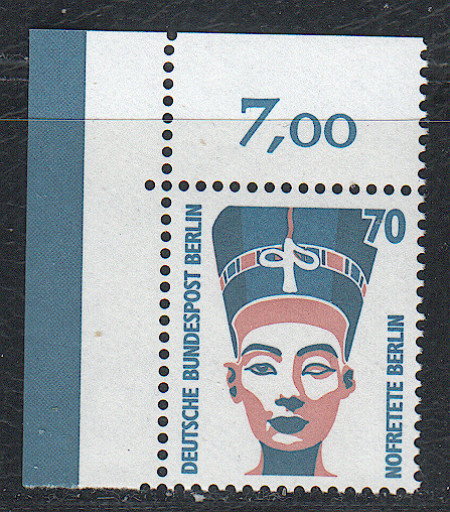 7,00
70
DEUTSCHE BUNDESPOST BERLIN
NOFRETETE BERLIN